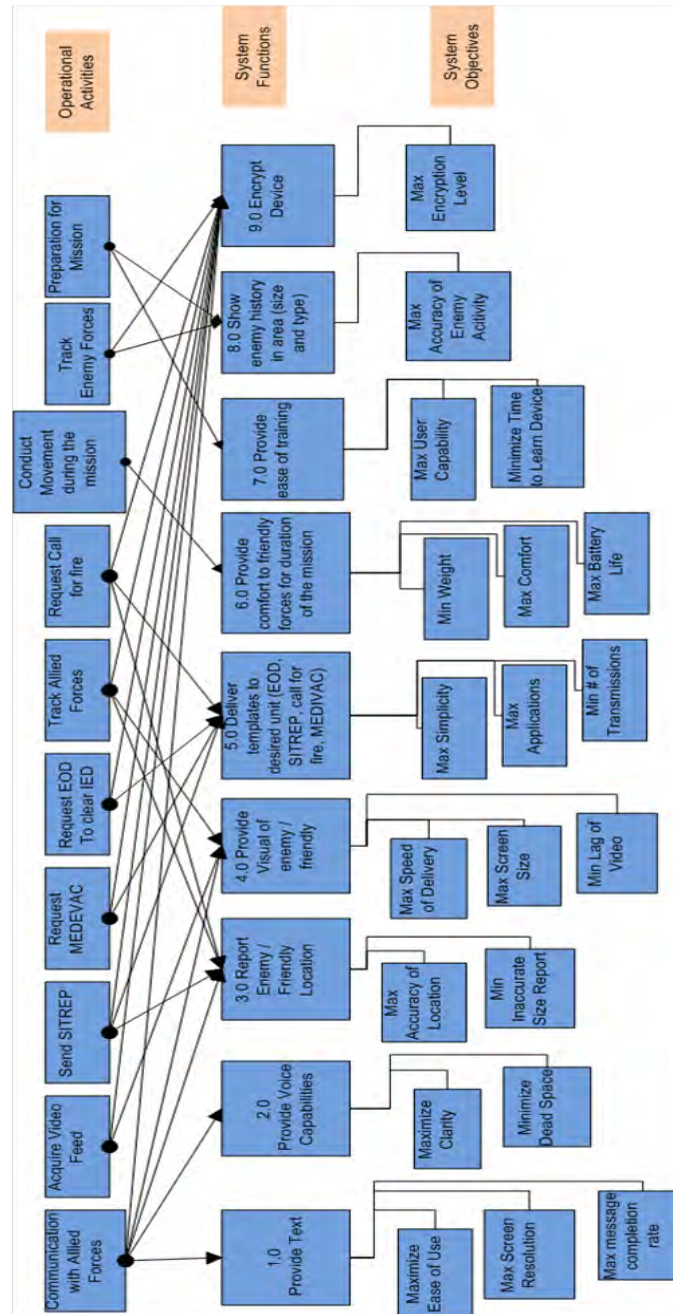 Operational
Activities
Communication
with Allied
Forces
Acquire Video
Feed
Send SITREP
Request
MEDEVAC
Request EOD
To clear IED
Track Allied
Forces
Request Call
for fire
Conduct
Movement
during the
mission
Track
Enemy Forces
Preparation for
Mission
System
Functions
1.0
Provide Text
2.0
Provide Voice
Capabilities
3.0 Report
Enemy /
Friendly
Location
4.0 Provide
Visual of
enemy /
friendly
5.0 Deliver
templates to
desired unit (EOD,
SITREP, call for
fire, MEDIVAC)
6.0 Provide
comfort to friendly
forces for duration
of the mission
7.0 Provide
ease of training
8.0 Show
enemy history
in area (size
and type)
9.0 Encrypt
Device
System
Objectives
Maximize
Ease of Use
Max Screen
Resolution
Max message
completion
rate
Maximize
Clarity
Minimize
Dead Space
Max
Accuracy of
Location
Min
Inaccurate
Size Report
Max Speed
of Delivery
Max Screen
Size
Min Lag of
Video
Max Simplicity
Max
Applications
Min # of
Transmissions
Min Weight
Max Comfort
Max Battery
Life
Max User
Capability
Minimize Time
to Learn Device
Max
Accuracy of
Enemy
Acitivity
Max
Encryption
Level